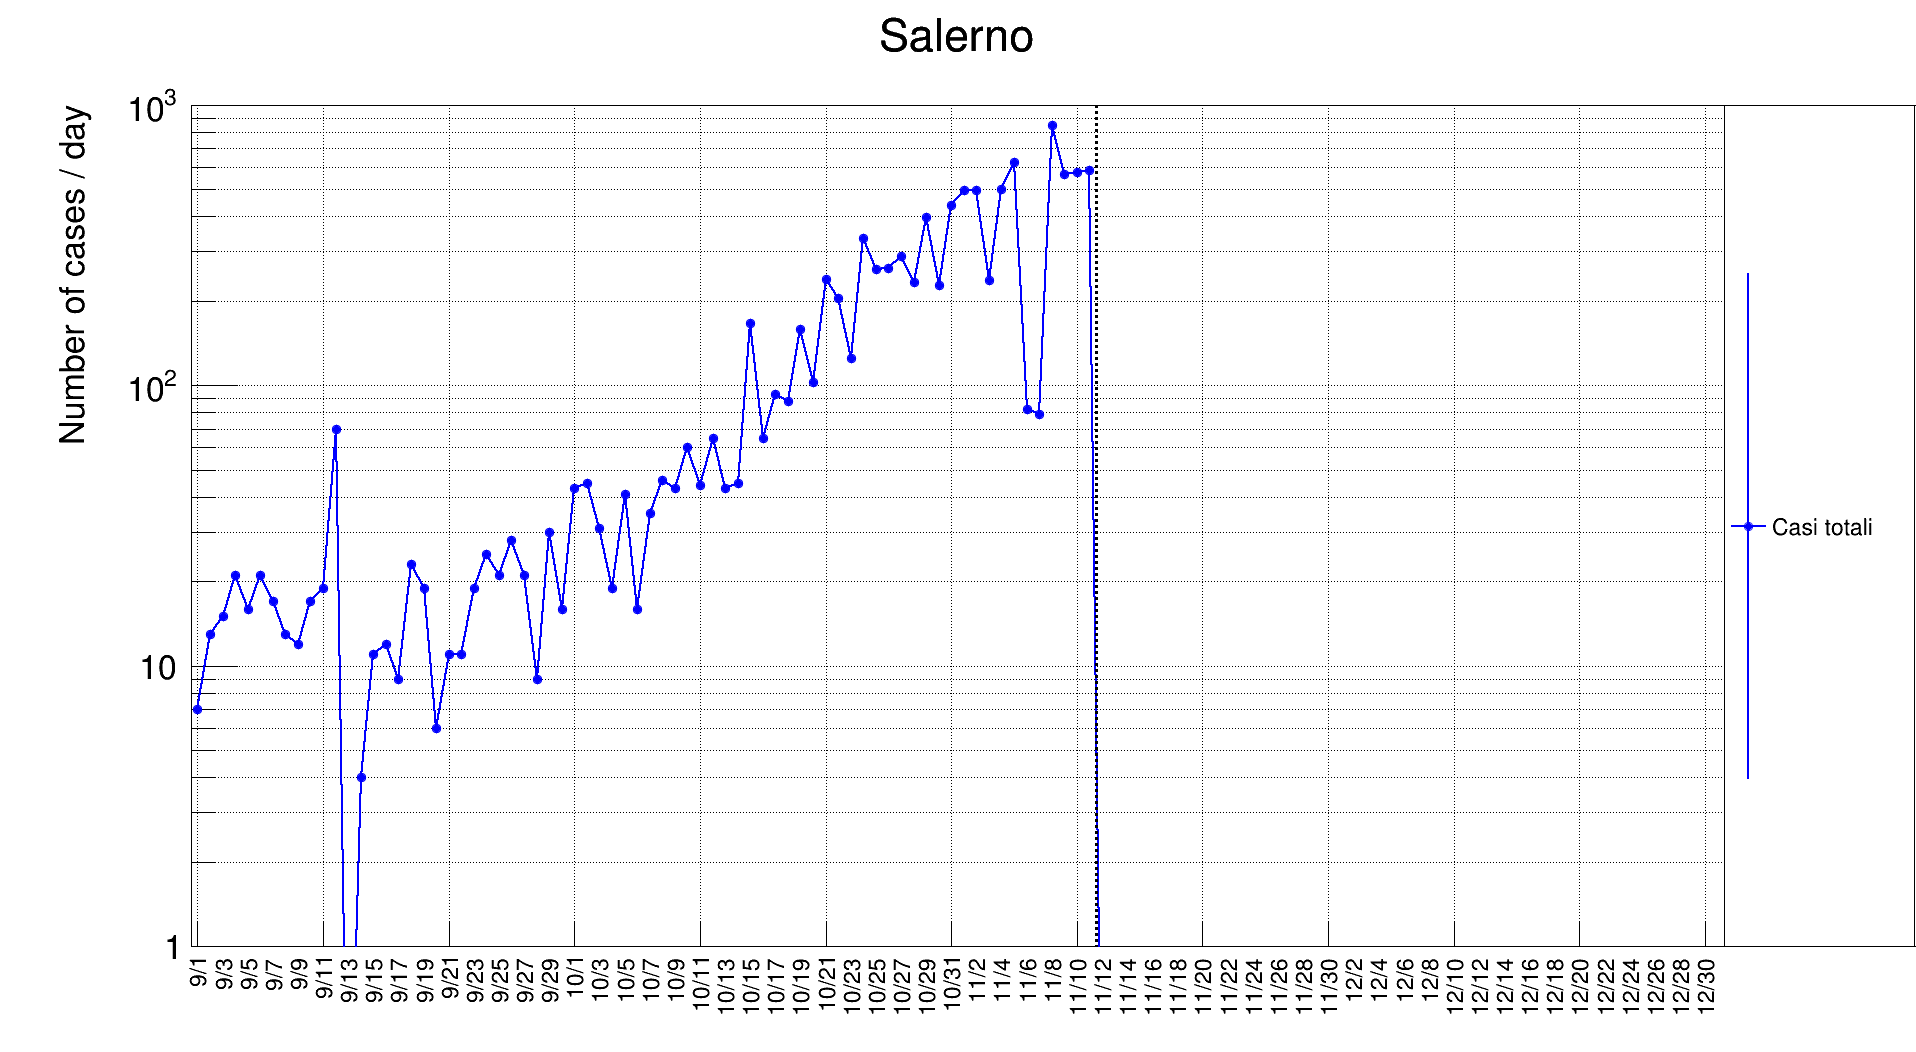 Salerno
Number of cases / day
10³
10²
10
1
9/1 9/3 9/5 9/7 9/9 9/11 9/13 9/15 9/17 9/19 9/21 9/23 9/25 9/27 9/29 10/1 10/3 10/5 10/7 10/9 10/11 10/13 10/15 10/17 10/19 10/21 10/23 10/25 10/27 10/29 10/31 11/2 11/4 11/6 11/8 11/10 11/12 11/14 11/16 11/18 11/20 11/22 11/24 11/26 11/28 11/30 12/2 12/4 12/6 12/8 12/10 12/12 12/14 12/16 12/18 12/20 12/22 12/24 12/26 12/28 12/30
Casi totali